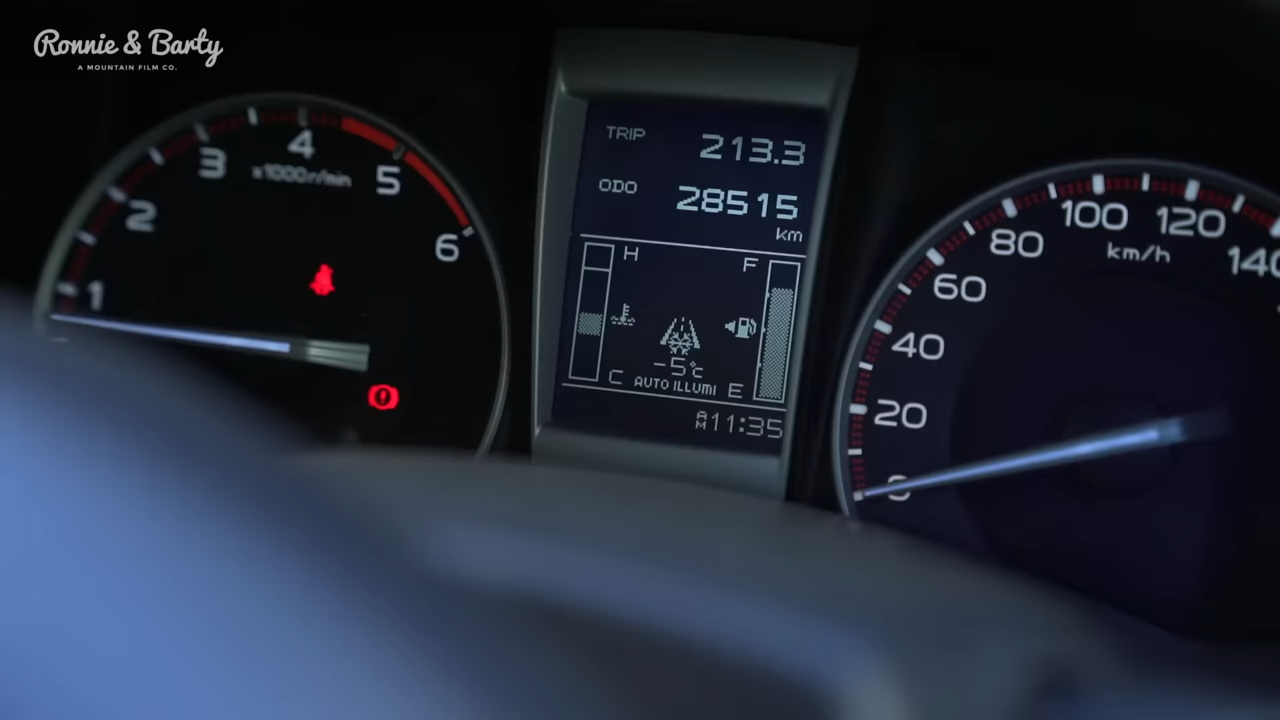 Ronnie & Barty
A MOUNTAIN FILM CO.
1 2 3 4 5 6
x1000r/min
TRIP 213.3
ODO 28515
km
H F
-5°c
C AUTO ILLUMI E
AM 11:35
0 20 40 60 80 100 120 140
km/h